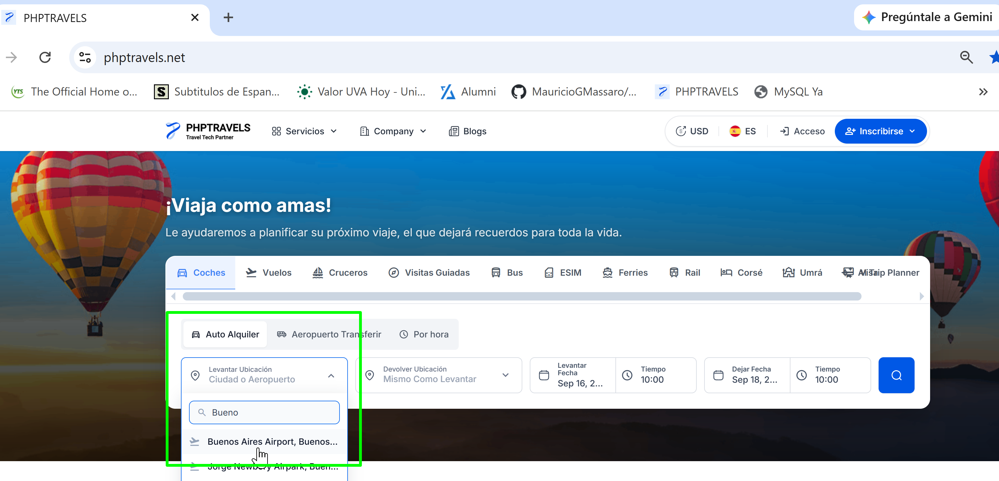 PHPTRAVELS
Pregúntale a Gemini
phptravels.net
YTS The Official Home o...
S Subtitulos de Espan...
Valor UVA Hoy - Uni...
Alumni
MauricioGMassaro/...
PHPTRAVELS
MySQL Ya
PHPTRAVELS
Travel Tech Partner
Servicios
Company
Blogs
USD
ES
Acceso
Inscribirse
¡Viaja como amas!
Le ayudaremos a planificar su próximo viaje, el que dejará recuerdos para toda la vida.
Coches
Vuelos
Cruceros
Visitas Guiadas
Bus
ESIM
Ferries
Rail
Corsé
Umrá
Trip Planner
Auto Alquiler
Aeropuerto Transferir
Por hora
Levantar Ubicación
Ciudad o Aeropuerto
Devolver Ubicación
Mismo Como Levantar
Levantar
Fecha
Sep 16, 2...
Tiempo
10:00
Dejar Fecha
Sep 18, 2...
Tiempo
10:00
Bueno
Buenos Aires Airport, Buenos...
Jorge Newbery Airpark, Buen...